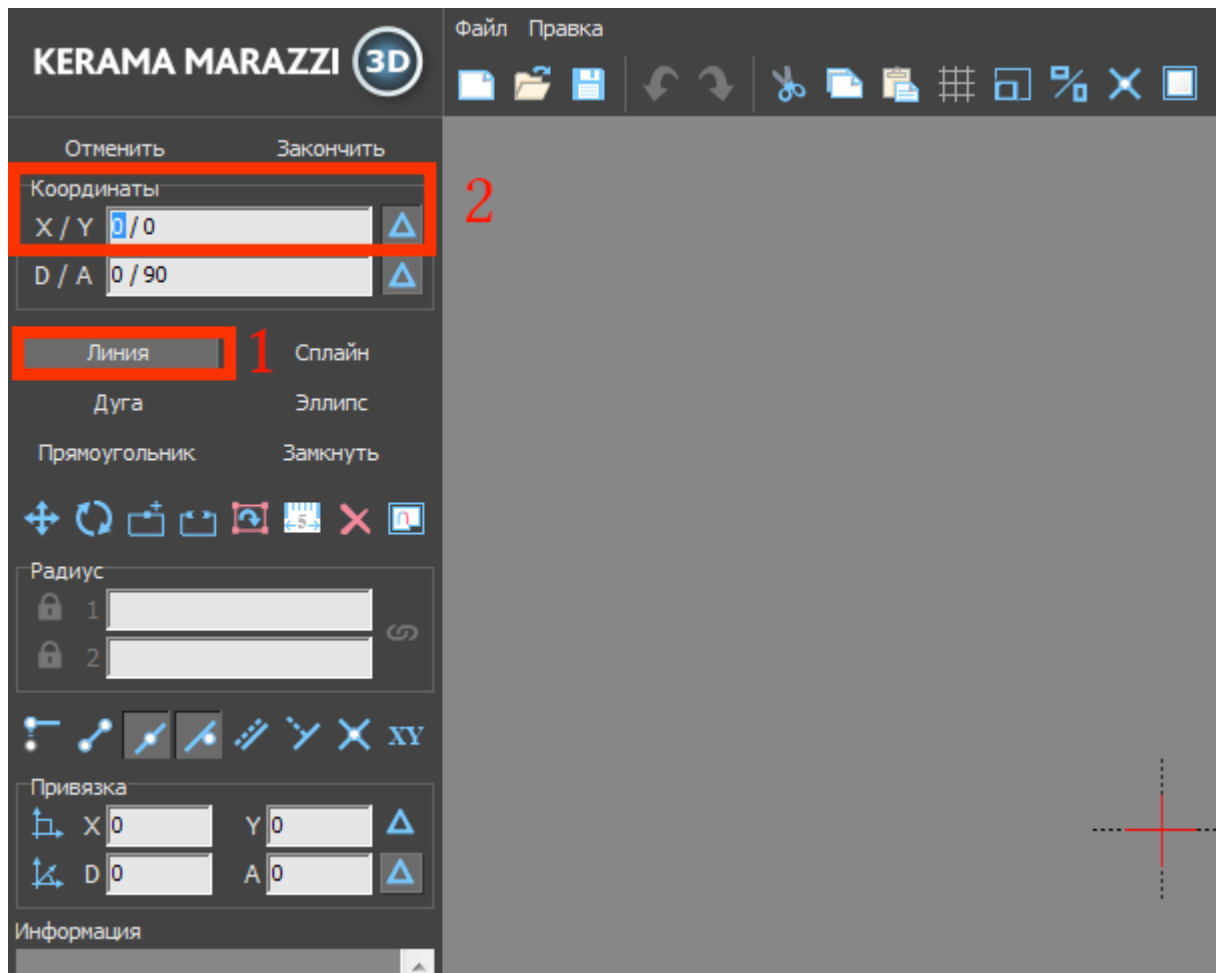 KERAMA MARAZZI 3D
Файл Правка
Отменить Закончить
Координаты
X / Y 0 / 0
2
D / A 0 / 90
Линия 1 Сплайн
Дуга Эллипс
Прямоугольник Замкнуть
5
Радиус
1
2
XY
Привязка
X 0 Y 0
D 0 A 0
Информация